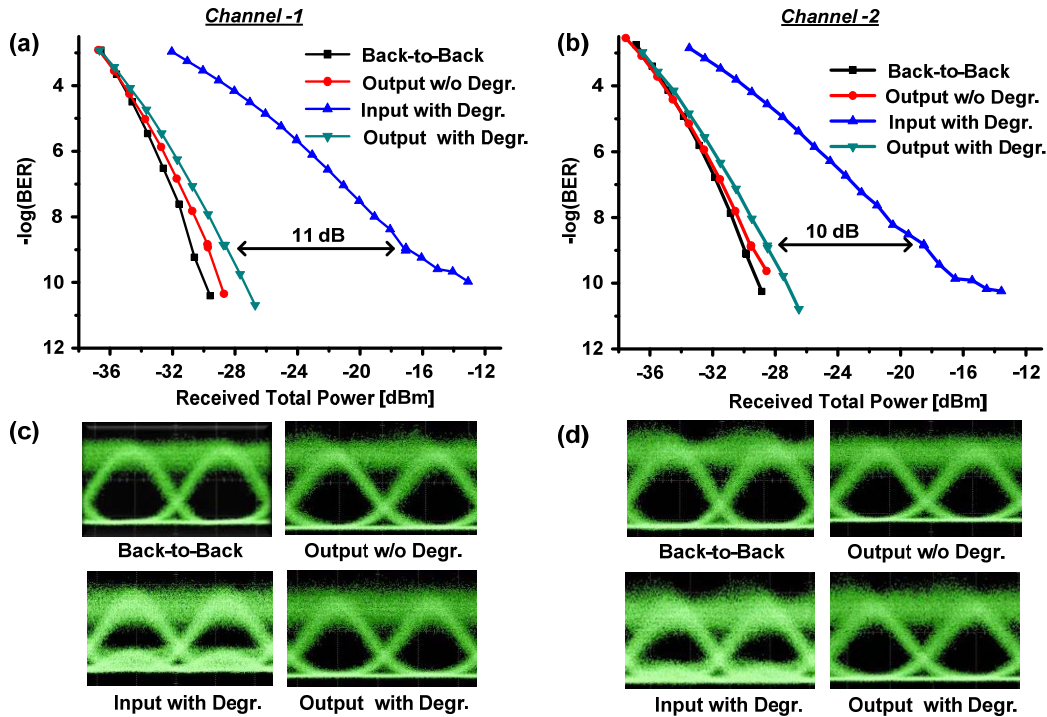 Channel -1
Channel -2
(a)
Back-to-Back
Output w/o Degr.
Input with Degr.
Output with Degr.
11 dB
-log(BER)
4
6
8
10
12
-36 -32 -28 -24 -20 -16 -12
Received Total Power [dBm]
(b)
Back-to-Back
Output w/o Degr.
Input with Degr.
Output with Degr.
10 dB
-log(BER)
4
6
8
10
12
-36 -32 -28 -24 -20 -16 -12
Received Total Power [dBm]
(c)
Back-to-Back
Output w/o Degr.
Input with Degr.
Output with Degr.
(d)
Back-to-Back
Output w/o Degr.
Input with Degr.
Output with Degr.